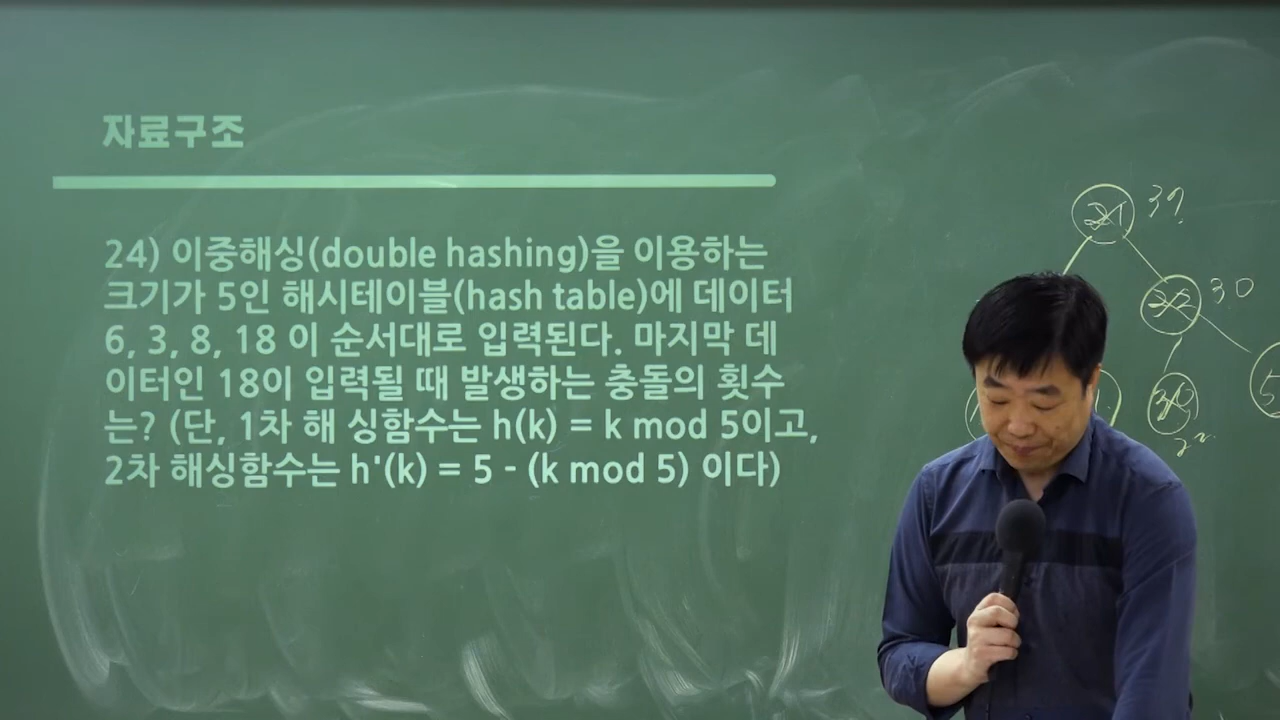 자료구조
24) 이중해싱(double hashing)을 이용하는
크기가 5인 해시테이블(hash table)에 데이터
6, 3, 8, 18 이 순서대로 입력된다. 마지막 데
이터인 18이 입력될 때 발생하는 충돌의 횟수
는? (단, 1차 해 싱함수는 h(k) = k mod 5이고,
2차 해싱함수는 h'(k) = 5 - (k mod 5) 이다)
30